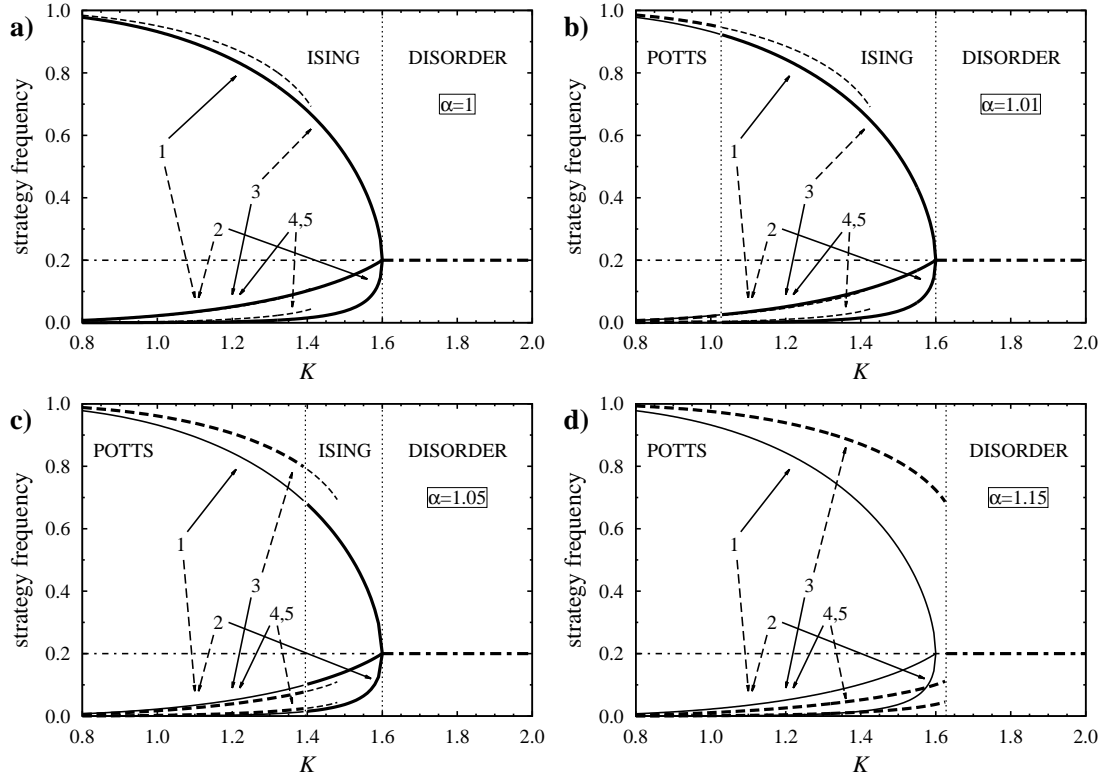 a)
strategy frequency
1.0
0.8
0.6
0.4
0.2
0.0
ISING
DISORDER
α=1
1
3
2
4,5
0.8 1.0 1.2 1.4 1.6 1.8 2.0
K
b)
strategy frequency
1.0
0.8
0.6
0.4
0.2
0.0
POTTS
ISING
DISORDER
α=1.01
1
3
2
4,5
0.8 1.0 1.2 1.4 1.6 1.8 2.0
K
c)
strategy frequency
1.0
0.8
0.6
0.4
0.2
0.0
POTTS
ISING
DISORDER
α=1.05
1
3
2
4,5
0.8 1.0 1.2 1.4 1.6 1.8 2.0
K
d)
strategy frequency
1.0
0.8
0.6
0.4
0.2
0.0
POTTS
DISORDER
α=1.15
1
3
2
4,5
0.8 1.0 1.2 1.4 1.6 1.8 2.0
K